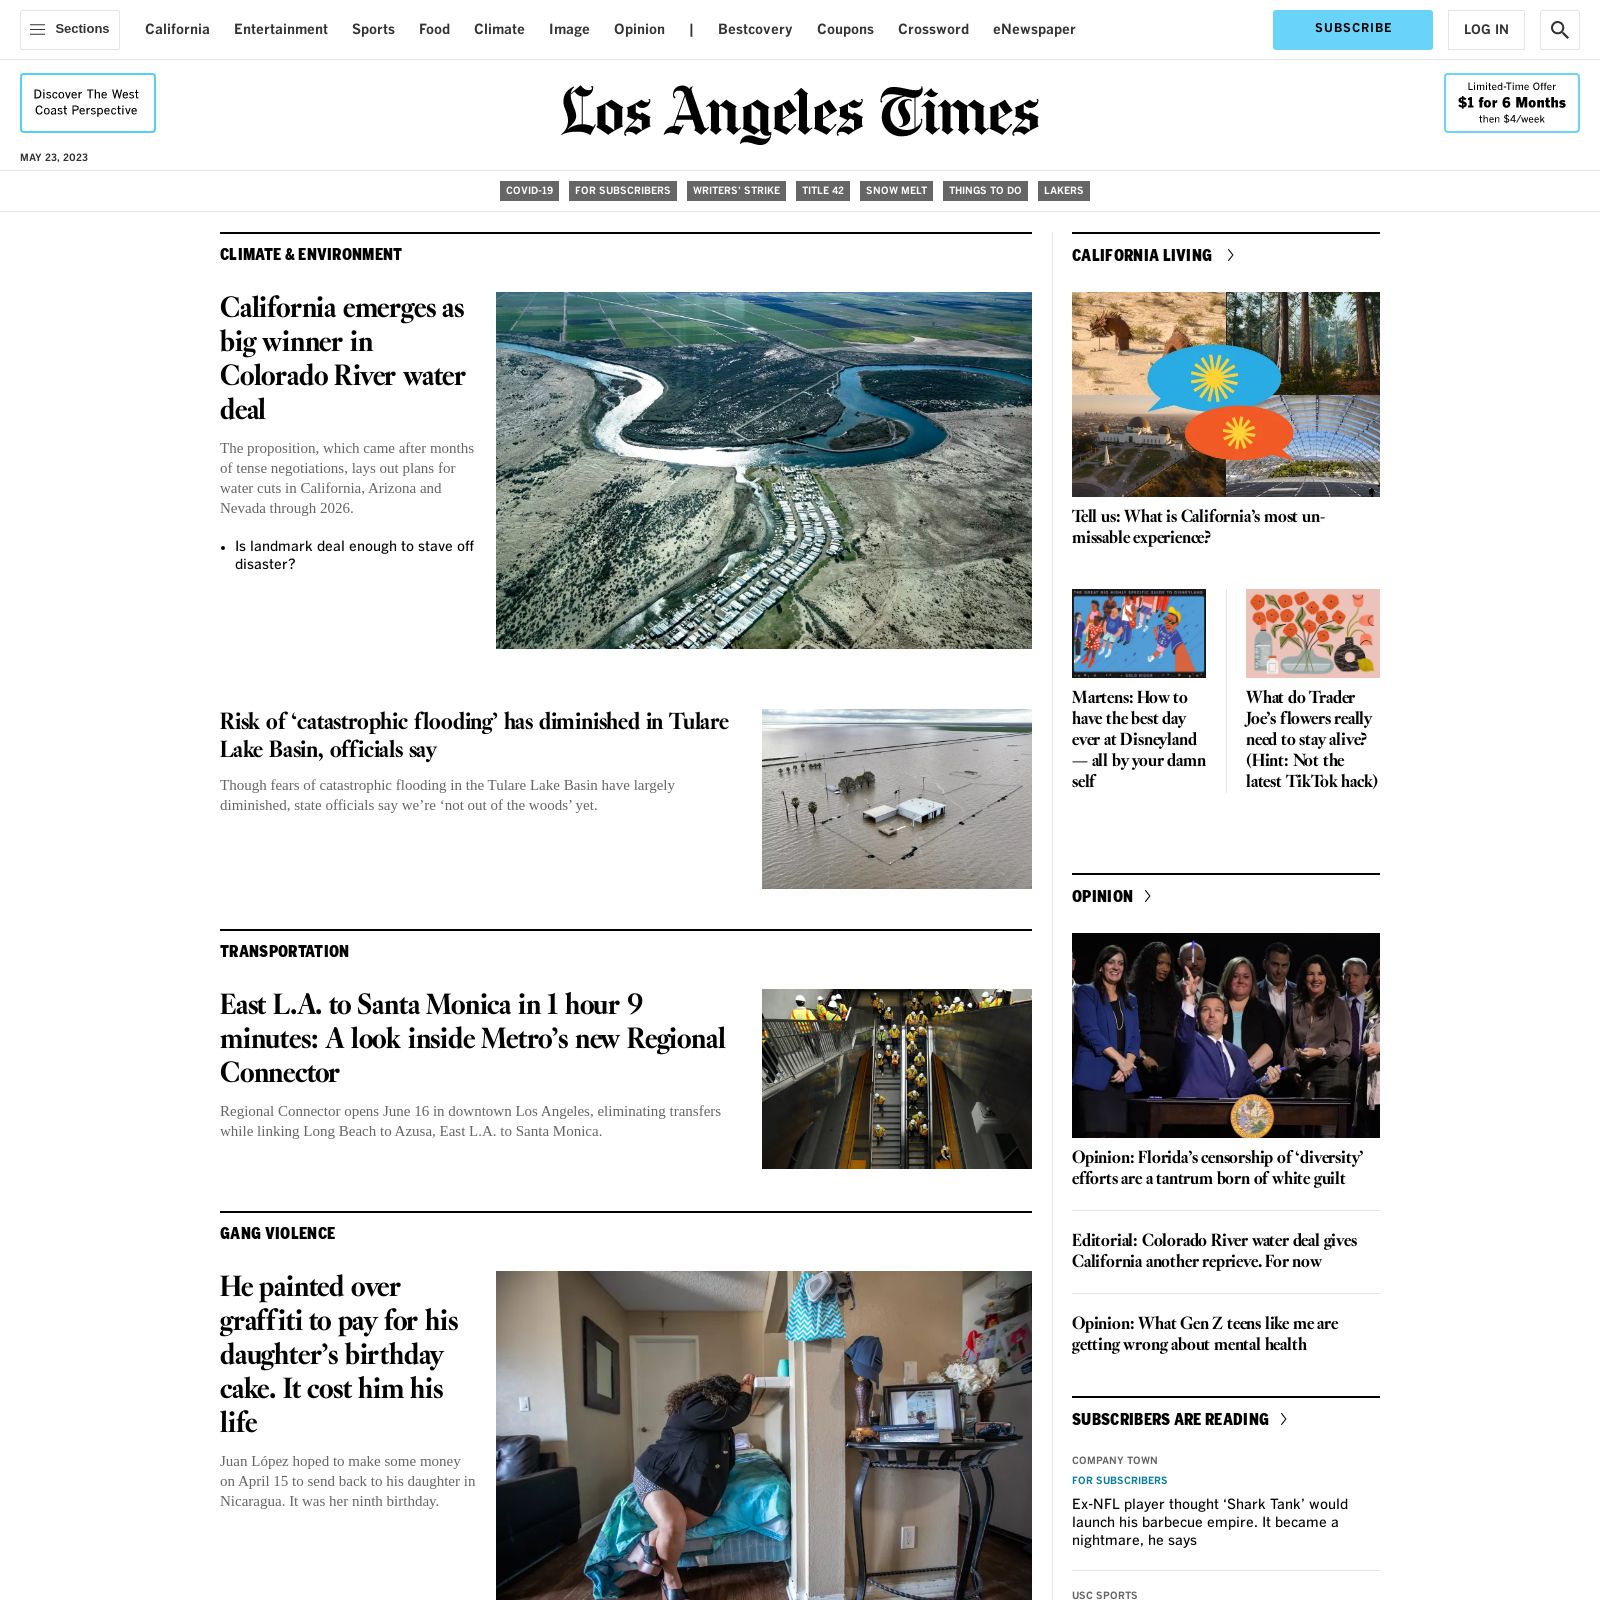 Sections
California Entertainment Sports Food Climate Image Opinion | Bestcovery Coupons Crossword eNewspaper
SUBSCRIBE
LOG IN
Discover The West
Coast Perspective
Los Angeles Times
Limited-Time Offer
$1 for 6 Months
then $4/week
MAY 23, 2023
COVID-19 FOR SUBSCRIBERS WRITERS' STRIKE TITLE 42 SNOW MELT THINGS TO DO LAKERS
CLIMATE & ENVIRONMENT
California emerges as
big winner in
Colorado River water
deal
The proposition, which came after months
of tense negotiations, lays out plans for
water cuts in California, Arizona and
Nevada through 2026.
• Is landmark deal enough to stave off
disaster?
Risk of ‘catastrophic flooding’ has diminished in Tulare
Lake Basin, officials say
Though fears of catastrophic flooding in the Tulare Lake Basin have largely
diminished, state officials say we’re ‘not out of the woods’ yet.
TRANSPORTATION
East L.A. to Santa Monica in 1 hour 9
minutes: A look inside Metro’s new Regional
Connector
Regional Connector opens June 16 in downtown Los Angeles, eliminating transfers
while linking Long Beach to Azusa, East L.A. to Santa Monica.
GANG VIOLENCE
He painted over
graffiti to pay for his
daughter’s birthday
cake. It cost him his
life
Juan López hoped to make some money
on April 15 to send back to his daughter in
Nicaragua. It was her ninth birthday.
CALIFORNIA LIVING
Tell us: What is California’s most un-
missable experience?
THE GREAT BIG HIGHLY SPECIFIC GUIDE TO DISNEYLAND
Martens: How to
have the best day
ever at Disneyland
— all by your damn
self
What do Trader
Joe’s flowers really
need to stay alive?
(Hint: Not the
latest TikTok hack)
OPINION
Opinion: Florida’s censorship of ‘diversity’
efforts are a tantrum born of white guilt
Editorial: Colorado River water deal gives
California another reprieve. For now
Opinion: What Gen Z teens like me are
getting wrong about mental health
SUBSCRIBERS ARE READING
COMPANY TOWN
FOR SUBSCRIBERS
Ex-NFL player thought ‘Shark Tank’ would
launch his barbecue empire. It became a
nightmare, he says
USC SPORTS